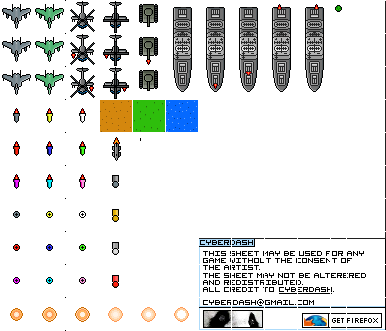 CYBERDASH
THIS SHEET MAY BE USED FOR ANY
GAME WITHOUT THE CONSENT OF
THE ARTIST.
THE SHEET MAY NOT BE ALTERERED
AND REDISTRIBUTED.
ALL CREDIT TO CYBERDASH.
CYBERDASH@GMAIL.COM
GET FIREFOX